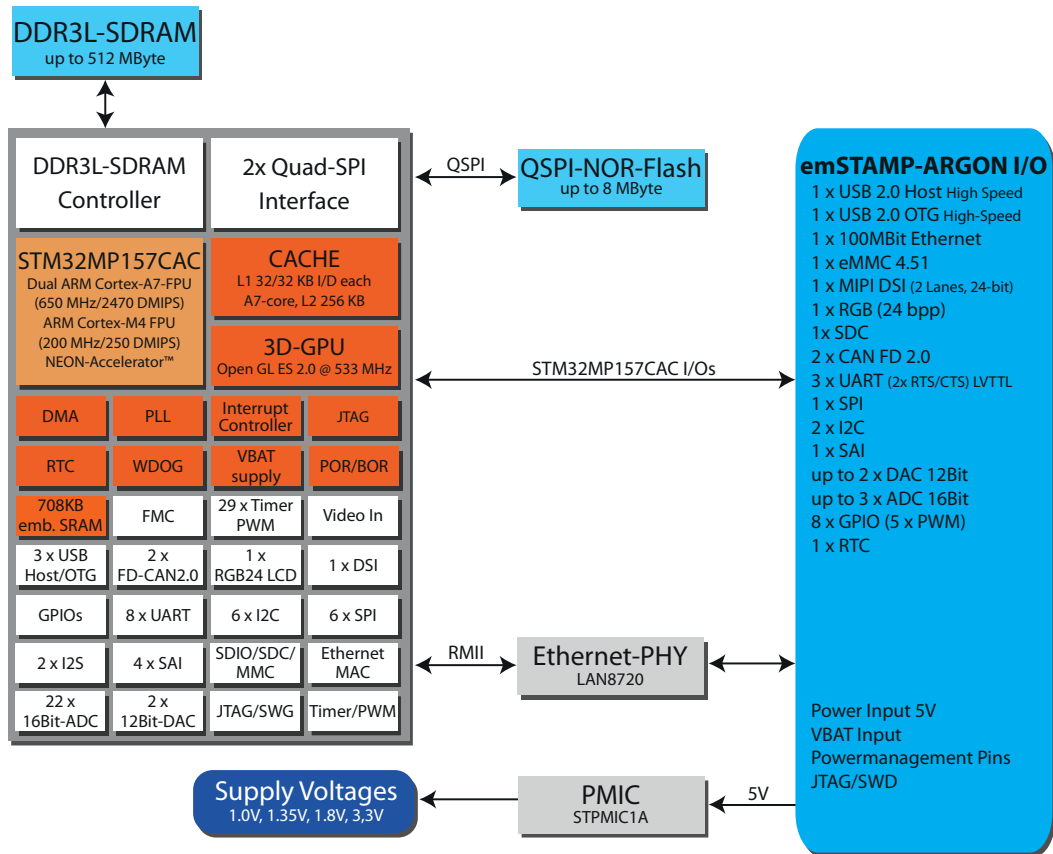 DDR3L-SDRAM
up to 512 MByte
DDR3L-SDRAM
Controller
2x Quad-SPI
Interface
QSPI
QSPI-NOR-Flash
up to 8 MByte
STM32MP157CAC
Dual ARM Cortex-A7-FPU
(650 MHz/2470 DMIPS)
ARM Cortex-M4 FPU
(200 MHz/250 DMIPS)
NEON-Accelerator™
CACHE
L1 32/32 KB I/D each
A7-core, L2 256 KB
3D-GPU
Open GL ES 2.0 @ 533 MHz
STM32MP157CAC I/Os
DMA
PLL
Interrupt
Controller
JTAG
RTC
WDOG
VBAT
supply
POR/BOR
708KB
emb. SRAM
FMC
29 x Timer
PWM
Video In
3 x USB
Host/OTG
2 x
FD-CAN2.0
1 x
RGB24 LCD
1 x DSI
GPIOs
8 x UART
6 x I2C
6 x SPI
2 x I2S
4 x SAI
SDIO/SDC/
MMC
Ethernet
MAC
22 x
16Bit-ADC
2 x
12Bit-DAC
JTAG/SWG
Timer/PWM
RMII
Ethernet-PHY
LAN8720
Supply Voltages
1.0V, 1.35V, 1.8V, 3,3V
PMIC
STPMIC1A
5V
emSTAMP-ARGON I/O
1 x USB 2.0 Host High Speed
1 x USB 2.0 OTG High-Speed
1 x 100MBit Ethernet
1 x eMMC 4.51
1 x MIPI DSI (2 Lanes, 24-bit)
1 x RGB (24 bpp)
1x SDC
2 x CAN FD 2.0
3 x UART (2x RTS/CTS) LVTTL
1 x SPI
2 x I2C
1 x SAI
up to 2 x DAC 12Bit
up to 3 x ADC 16Bit
8 x GPIO (5 x PWM)
1 x RTC
Power Input 5V
VBAT Input
Powermanagement Pins
JTAG/SWD